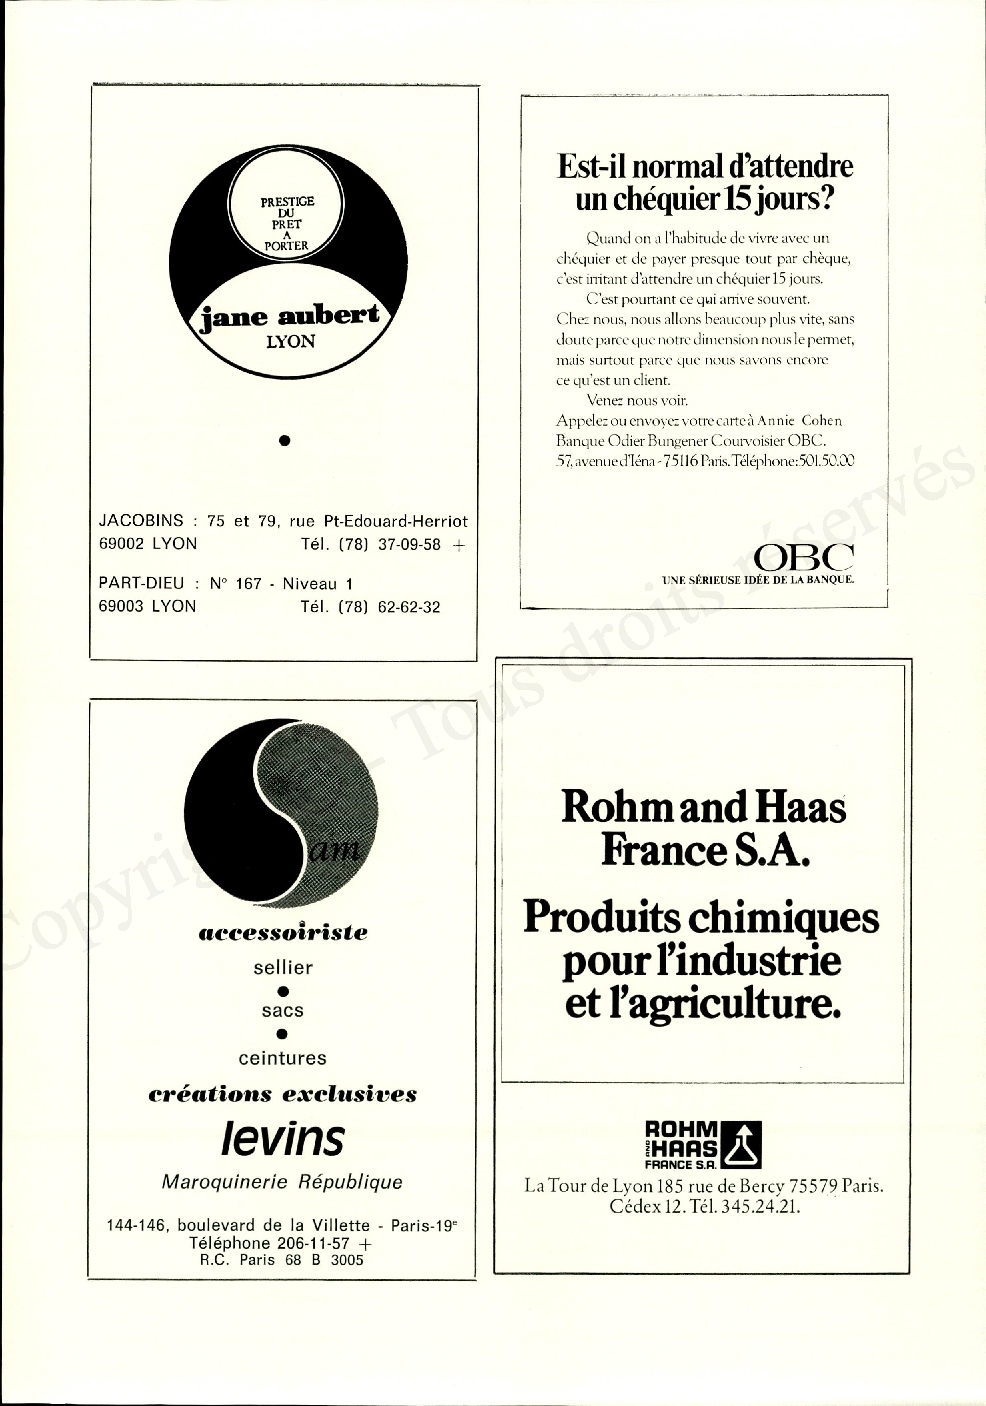 PRESTIGE
DU
PRET
A
PORTER
jane aubert
LYON
JACOBINS : 75 et 79, rue Pt-Edouard-Herriot
69002 LYON Tél. (78) 37-09-58 +
PART-DIEU : N° 167 - Niveau 1
69003 LYON Tél. (78) 62-62-32
Est-il normal d'attendre
un chéquier 15 jours?
Quand on a l'habitude de vivre avec un
chéquier et de payer presque tout par chèque,
c'est irritant d'attendre un chéquier 15 jours.
C'est pourtant ce qui arrive souvent.
Chez nous, nous allons beaucoup plus vite, sans
doute parce que notre dimension nous le permet,
mais surtout parce que nous savons encore
ce qu'est un client.
Venez nous voir.
Appelez ou envoyez votre carte à Annie Cohen
Banque Odier Bungener Courvoisier OBC.
57, avenue d'Iéna - 75116 Paris. Téléphone: 501.50.00
OBC
UNE SÉRIEUSE IDÉE DE LA BANQUE.
am
accessoiriste
sellier
sacs
ceintures
créations exclusives
levins
Maroquinerie République
144-146, boulevard de la Villette - Paris-19e
Téléphone 206-11-57 +
R.C. Paris 68 B 3005
Rohm and Haas
France S.A.
Produits chimiques
pour l'industrie
et l'agriculture.
ROHM
AND HAAS
FRANCE S.A.
La Tour de Lyon 185 rue de Bercy 75579 Paris.
Cédex 12. Tél. 345.24.21.
Copyrig - Tous droits réservés.